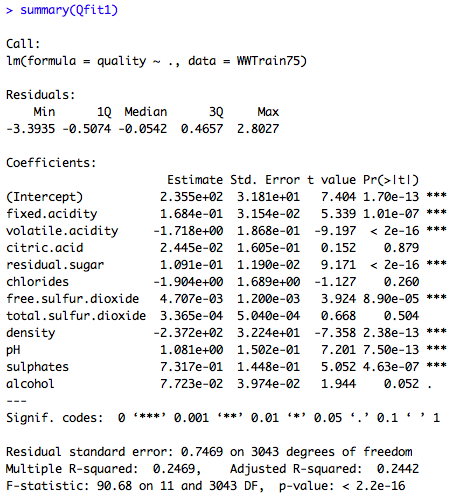 > summary(Qfit1)
Call:
lm(formula = quality ~ ., data = WWTrain75)
Residuals:
    Min      1Q  Median      3Q     Max
-3.3935 -0.5074 -0.0542  0.4657  2.8027
Coefficients:
                       Estimate Std. Error t value Pr(>|t|)
(Intercept)           2.355e+02  3.181e+01   7.404 1.70e-13 ***
fixed.acidity         1.684e-01  3.154e-02   5.339 1.01e-07 ***
volatile.acidity     -1.718e+00  1.868e-01  -9.197  < 2e-16 ***
citric.acid           2.445e-02  1.605e-01   0.152    0.879
residual.sugar        1.091e-01  1.190e-02   9.171  < 2e-16 ***
chlorides            -1.904e+00  1.689e+00  -1.127    0.260
free.sulfur.dioxide   4.707e-03  1.200e-03   3.924 8.90e-05 ***
total.sulfur.dioxide  3.365e-04  5.040e-04   0.668    0.504
density              -2.372e+02  3.224e+01  -7.358 2.38e-13 ***
pH                    1.081e+00  1.502e-01   7.201 7.50e-13 ***
sulphates             7.317e-01  1.448e-01   5.052 4.63e-07 ***
alcohol               7.723e-02  3.974e-02   1.944    0.052 .
---
Signif. codes:  0 ‘***’ 0.001 ‘**’ 0.01 ‘*’ 0.05 ‘.’ 0.1 ‘ ’ 1
Residual standard error: 0.7469 on 3043 degrees of freedom
Multiple R-squared:  0.2469,    Adjusted R-squared:  0.2442
F-statistic: 90.68 on 11 and 3043 DF,  p-value: < 2.2e-16